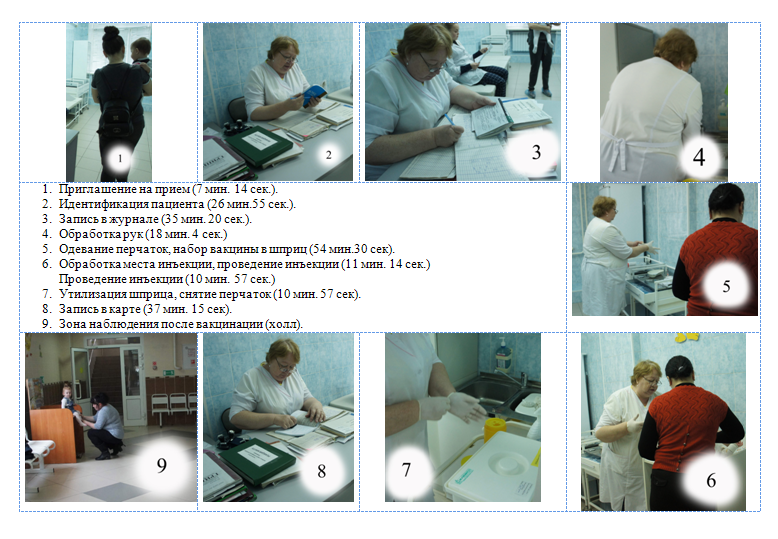 1
2
3
4
1. Приглашение на прием (7 мин. 14 сек.).
2. Идентификация пациента (26 мин.55 сек.).
3. Запись в журнале (35 мин. 20 сек.).
4. Обработка рук (18 мин. 4 сек.)
5. Одевание перчаток, набор вакцины в шприц (54 мин.30 сек).
6. Обработка места инъекции, проведение инъекции (11 мин. 14 сек.)
Проведение инъекции (10 мин. 57 сек.)
7. Утилизация шприца, снятие перчаток (10 мин. 57 сек).
8. Запись в карте (37 мин. 15 сек).
9. Зона наблюдения после вакцинации (холл).
5
9
8
7
6